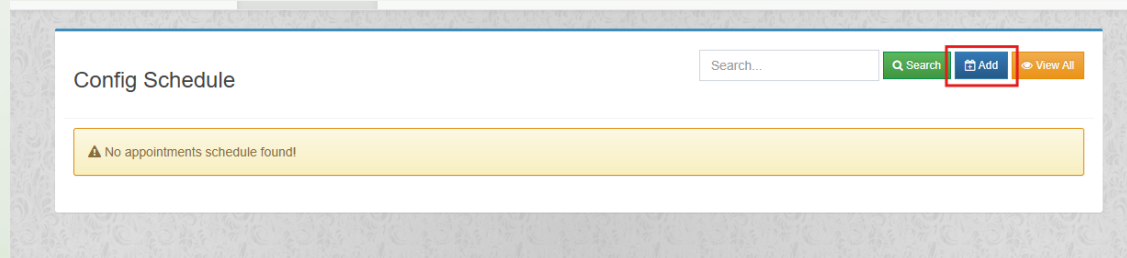 Config Schedule
Search...
Search
Add
View All
No appointments schedule found!